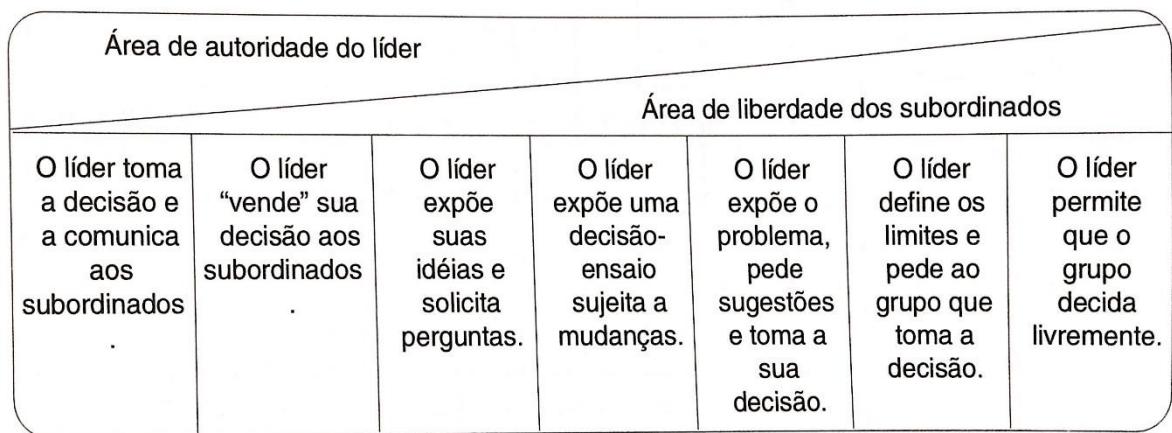 Área de autoridade do líder
Área de liberdade dos subordinados
O líder toma
a decisão e
a comunica
aos
subordinados
.
O líder
“vende” sua
decisão aos
subordinados
.
O líder
expõe
suas
idéias e
solicita
perguntas.
O líder
expõe uma
decisão-
ensaio
sujeita a
mudanças.
O líder
expõe o
problema,
pede
sugestões
e toma a
sua
decisão.
O líder
define os
limites e
pede ao
grupo que
toma a
decisão.
O líder
permite
que o
grupo
decida
livremente.